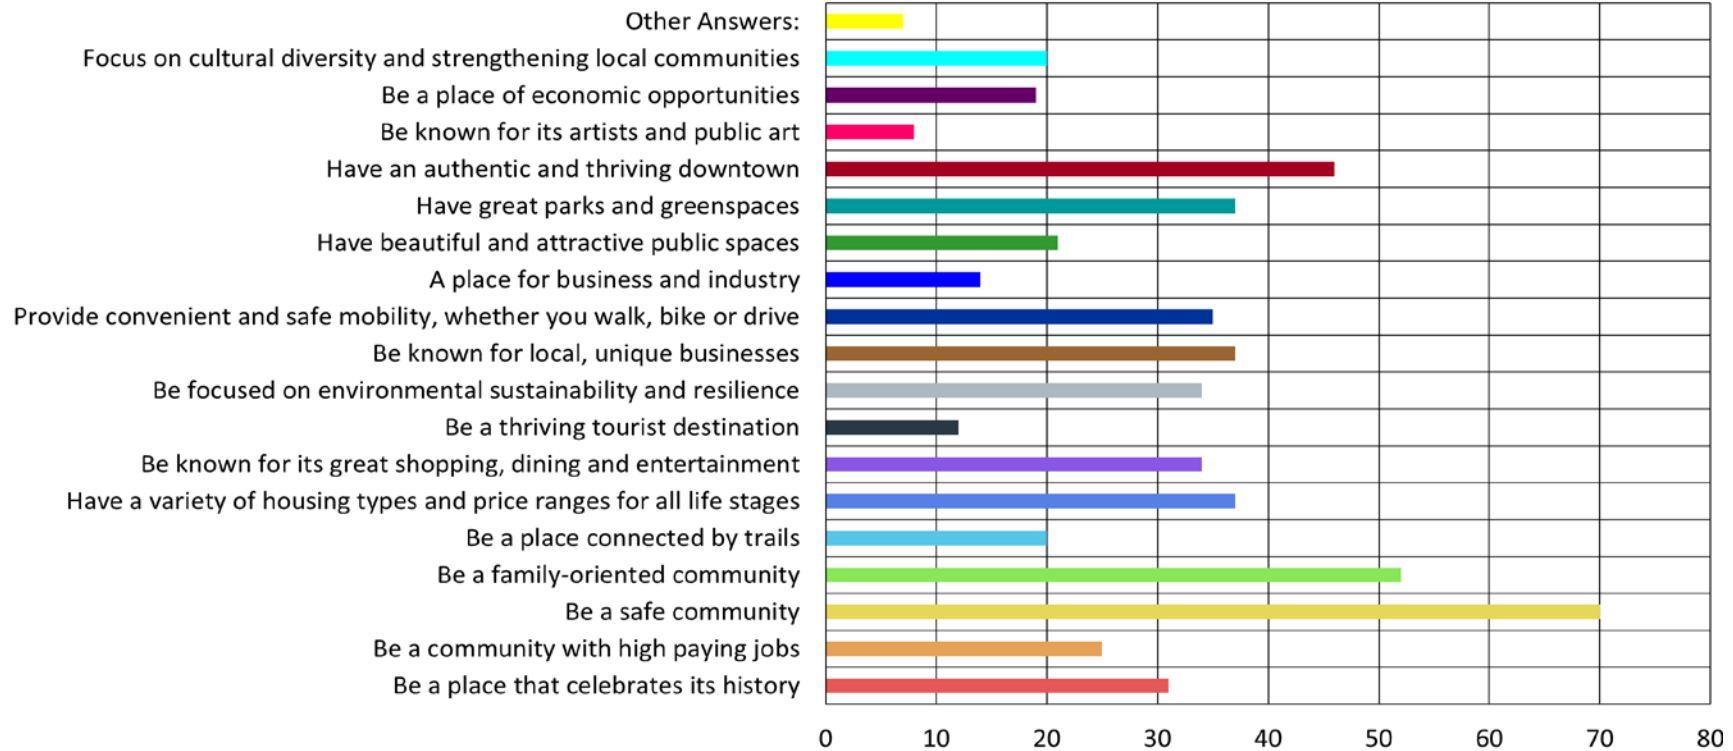 Other Answers:
Focus on cultural diversity and strengthening local communities
Be a place of economic opportunities
Be known for its artists and public art
Have an authentic and thriving downtown
Have great parks and greenspaces
Have beautiful and attractive public spaces
A place for business and industry
Provide convenient and safe mobility, whether you walk, bike or drive
Be known for local, unique businesses
Be focused on environmental sustainability and resilience
Be a thriving tourist destination
Be known for its great shopping, dining and entertainment
Have a variety of housing types and price ranges for all life stages
Be a place connected by trails
Be a family-oriented community
Be a safe community
Be a community with high paying jobs
Be a place that celebrates its history
0 10 20 30 40 50 60 70 80